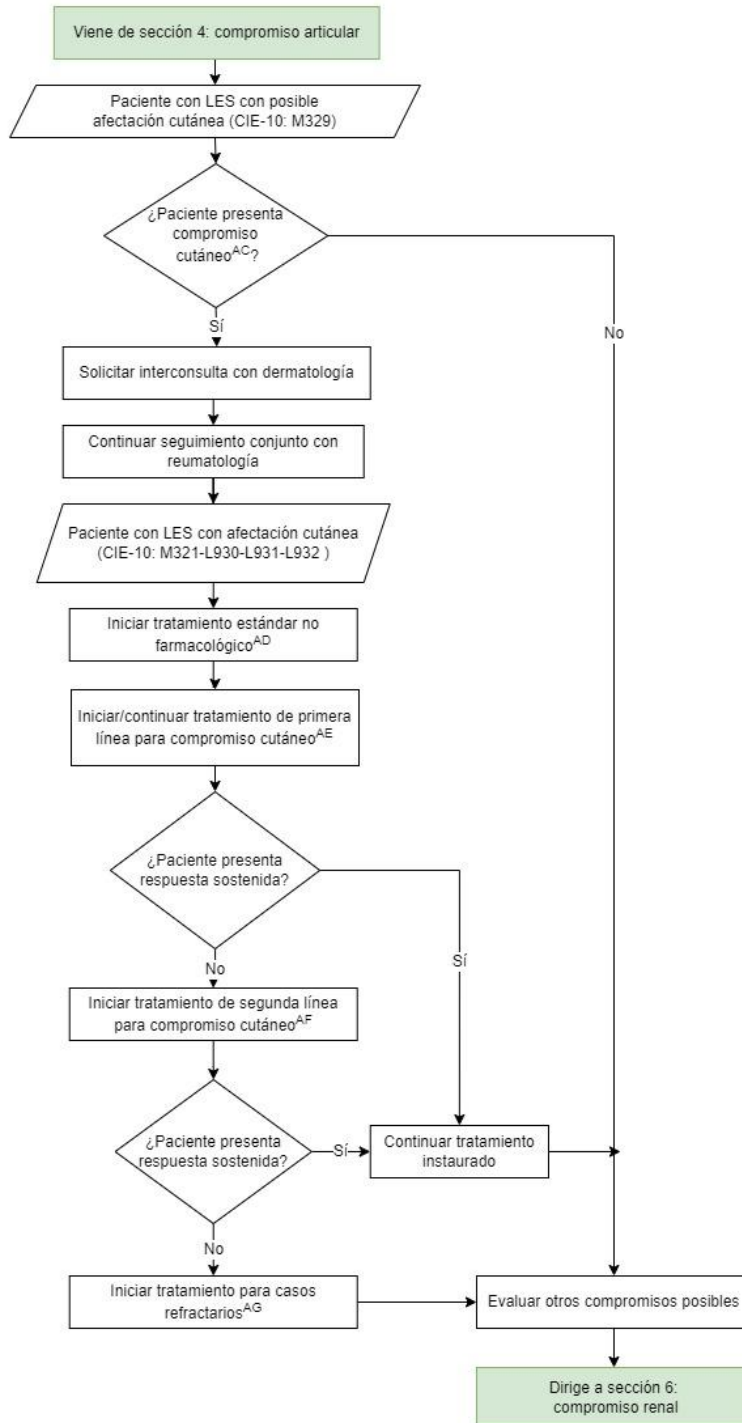 Viene de sección 4: compromiso articular
Paciente con LES con posible
afectación cutánea (CIE-10: M329)
¿Paciente presenta
compromiso
cutáneoAC?
Sí
No
Solicitar interconsulta con dermatología
Continuar seguimiento conjunto con
reumatología
Paciente con LES con afectación cutánea
(CIE-10: M321-L930-L931-L932 )
Iniciar tratamiento estándar no
farmacológicoAD
Iniciar/continuar tratamiento de primera
línea para compromiso cutáneoAE
¿Paciente presenta
respuesta sostenida?
Sí
No
Iniciar tratamiento de segunda línea
para compromiso cutáneoAF
¿Paciente presenta
respuesta sostenida?
Sí
Continuar tratamiento
instaurado
No
Iniciar tratamiento para casos
refractariosAG
Evaluar otros compromisos posibles
Dirige a sección 6:
compromiso renal